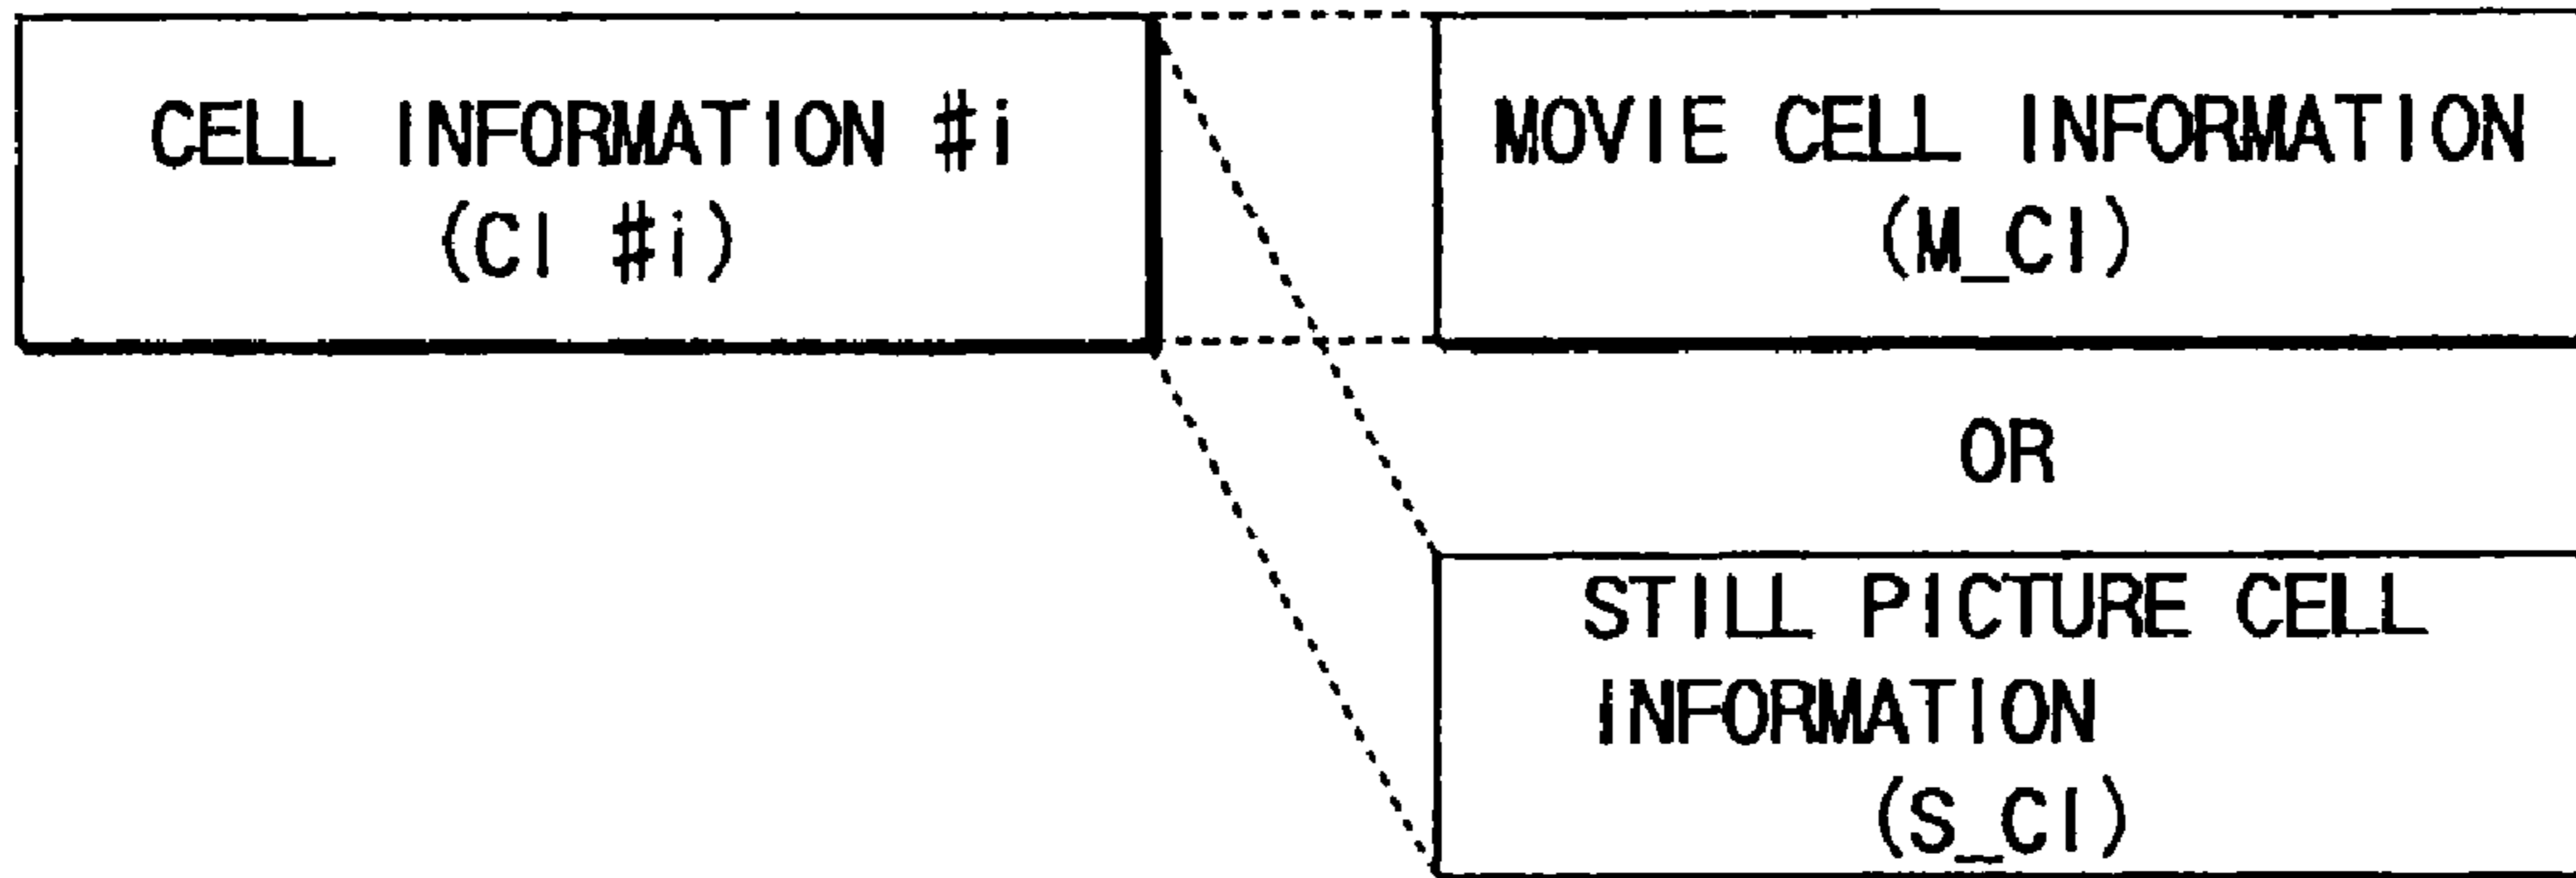 CELL INFORMATION #i
(CI #i)
MOVIE CELL INFORMATION
(M_CI)
OR
STILL PICTURE CELL
INFORMATION
(S_CI)